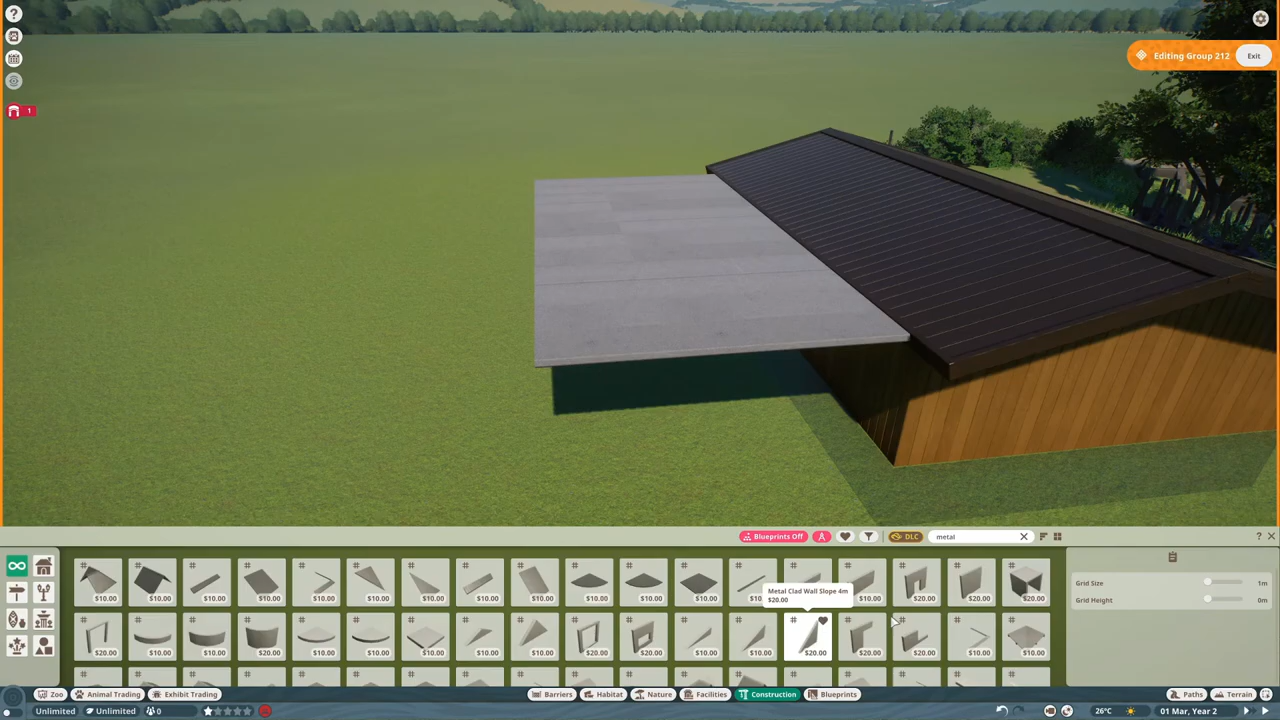 ?
Editing Group 212
Exit
1
Blueprints Off
DLC
metal
?
Metal Clad Wall Slope 4m
$20.00
$10.00 $10.00 $10.00 $10.00 $10.00 $10.00 $10.00 $10.00 $10.00 $10.00 $10.00 $10.00 $10.00 $10.00 $20.00 $20.00 $20.00
$20.00 $10.00 $10.00 $20.00 $10.00 $10.00 $10.00 $10.00 $10.00 $20.00 $20.00 $10.00 $10.00 $20.00 $20.00 $20.00 $10.00 $10.00
Grid Size 1m
Grid Height 0m
Zoo Animal Trading Exhibit Trading Barriers Habitat Nature Facilities Construction Blueprints Paths Terrain
Unlimited Unlimited 0 26°C 01 Mar, Year 2